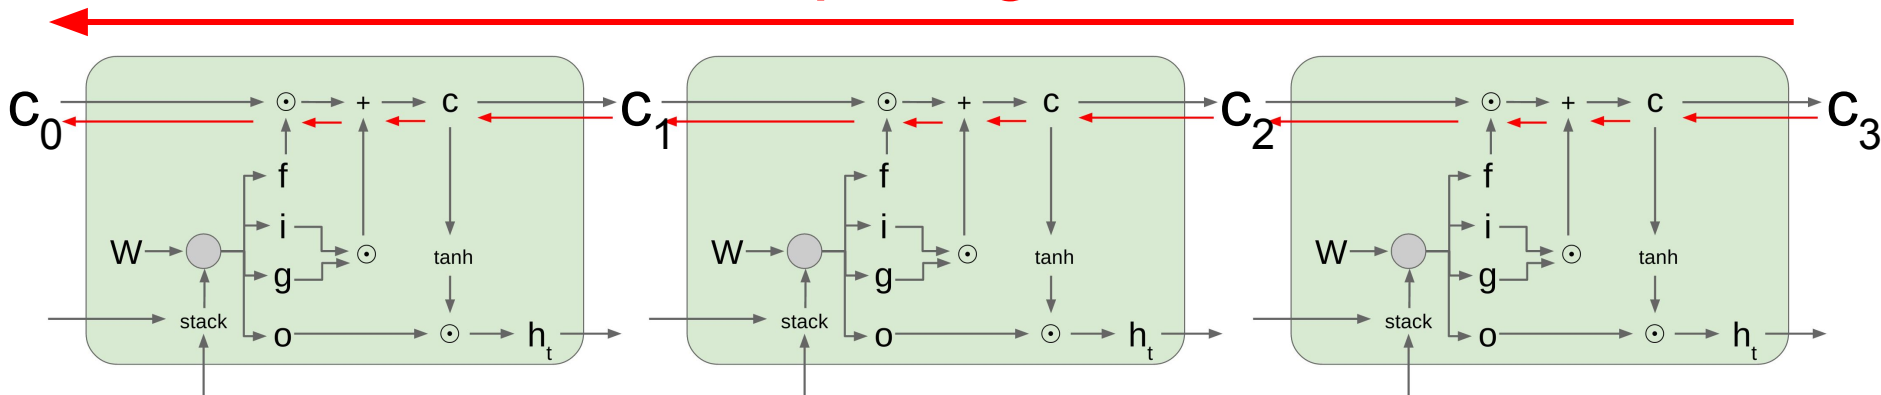 C0 C1 C2 C3
⊙ + c ⊙ + c ⊙ + c
f f f
i i i
W ⊙ tanh W ⊙ tanh W ⊙ tanh
g g g
stack stack stack
o ⊙ ht o ⊙ ht o ⊙ ht